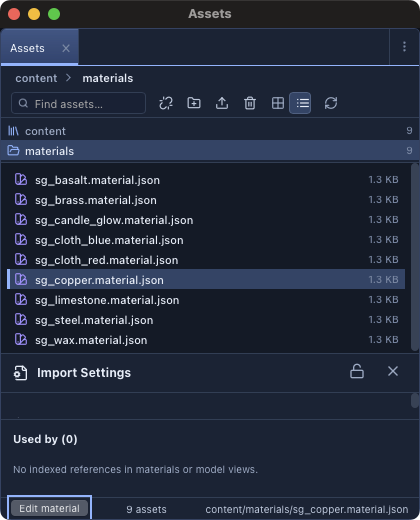 Assets
Assets
content > materials
Find assets...
content 9
materials 9
sg_basalt.material.json 1.3 KB
sg_brass.material.json 1.3 KB
sg_candle_glow.material.json 1.3 KB
sg_cloth_blue.material.json 1.3 KB
sg_cloth_red.material.json 1.3 KB
sg_copper.material.json 1.3 KB
sg_limestone.material.json 1.3 KB
sg_steel.material.json 1.3 KB
sg_wax.material.json 1.3 KB
Import Settings
Used by (0)
No indexed references in materials or model views.
Edit material 9 assets content/materials/sg_copper.material.json